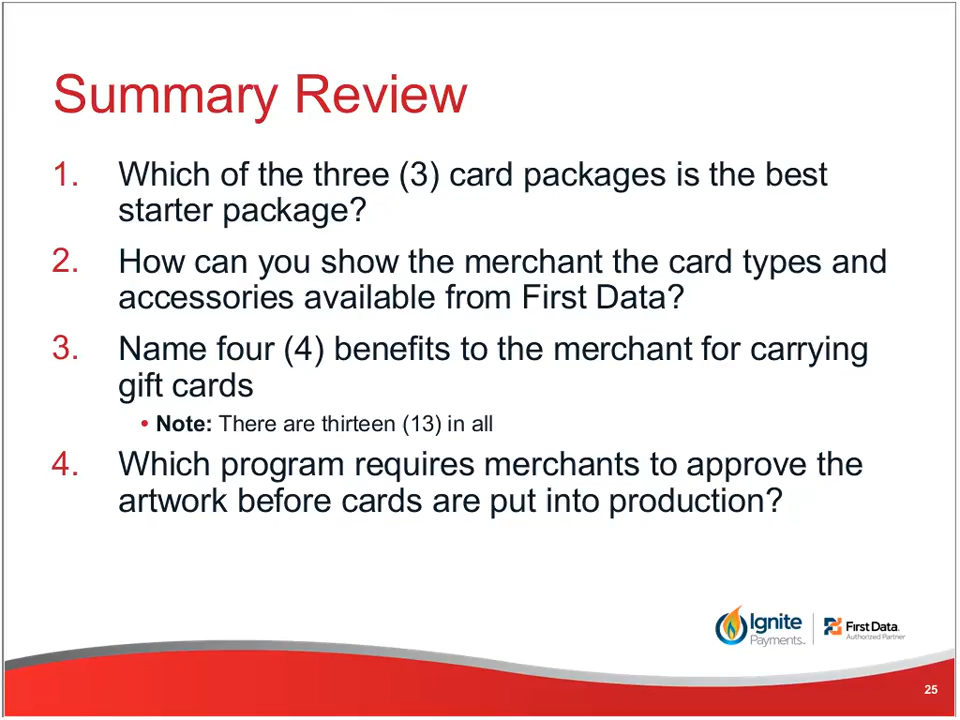 Summary Review
1. Which of the three (3) card packages is the best
starter package?
2. How can you show the merchant the card types and
accessories available from First Data?
3. Name four (4) benefits to the merchant for carrying
gift cards
• Note: There are thirteen (13) in all
4. Which program requires merchants to approve the
artwork before cards are put into production?
Ignite
Payments
First Data.
Authorized Partner
25